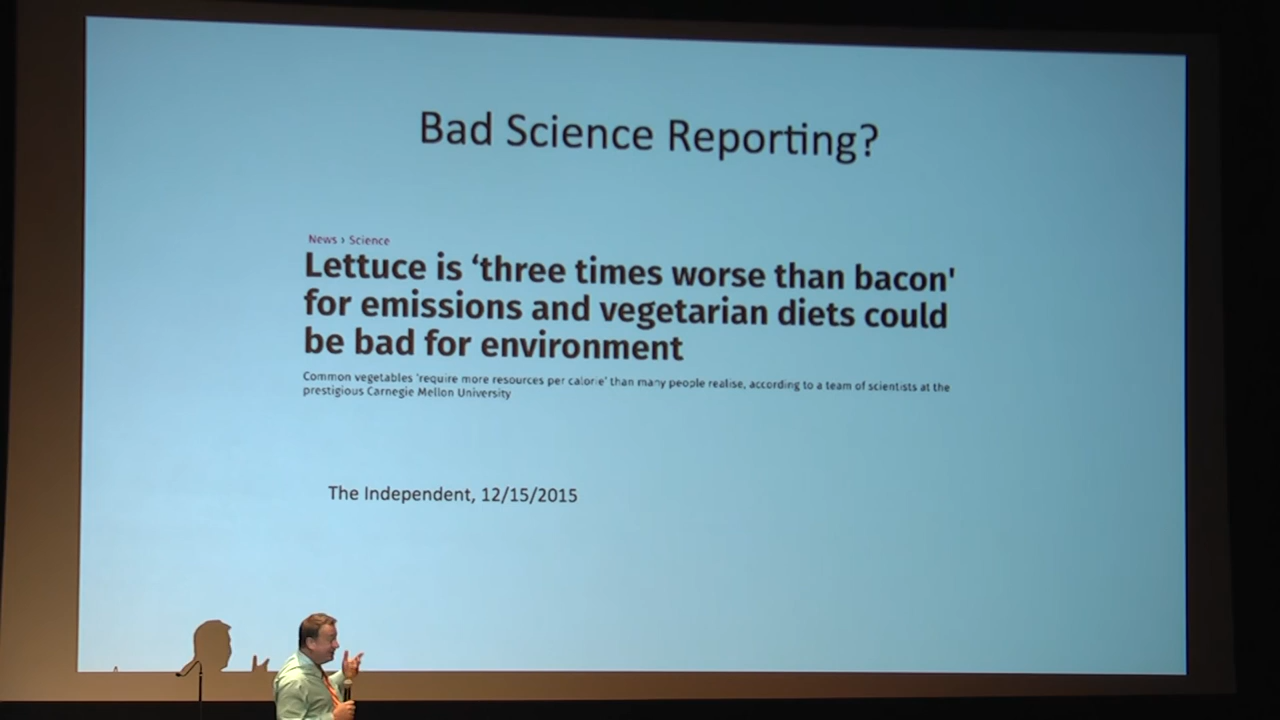 Bad Science Reporting?
News › Science
Lettuce is ‘three times worse than bacon'
for emissions and vegetarian diets could
be bad for environment
Common vegetables 'require more resources per calorie' than many people realise, according to a team of scientists at the
prestigious Carnegie Mellon University
The Independent, 12/15/2015